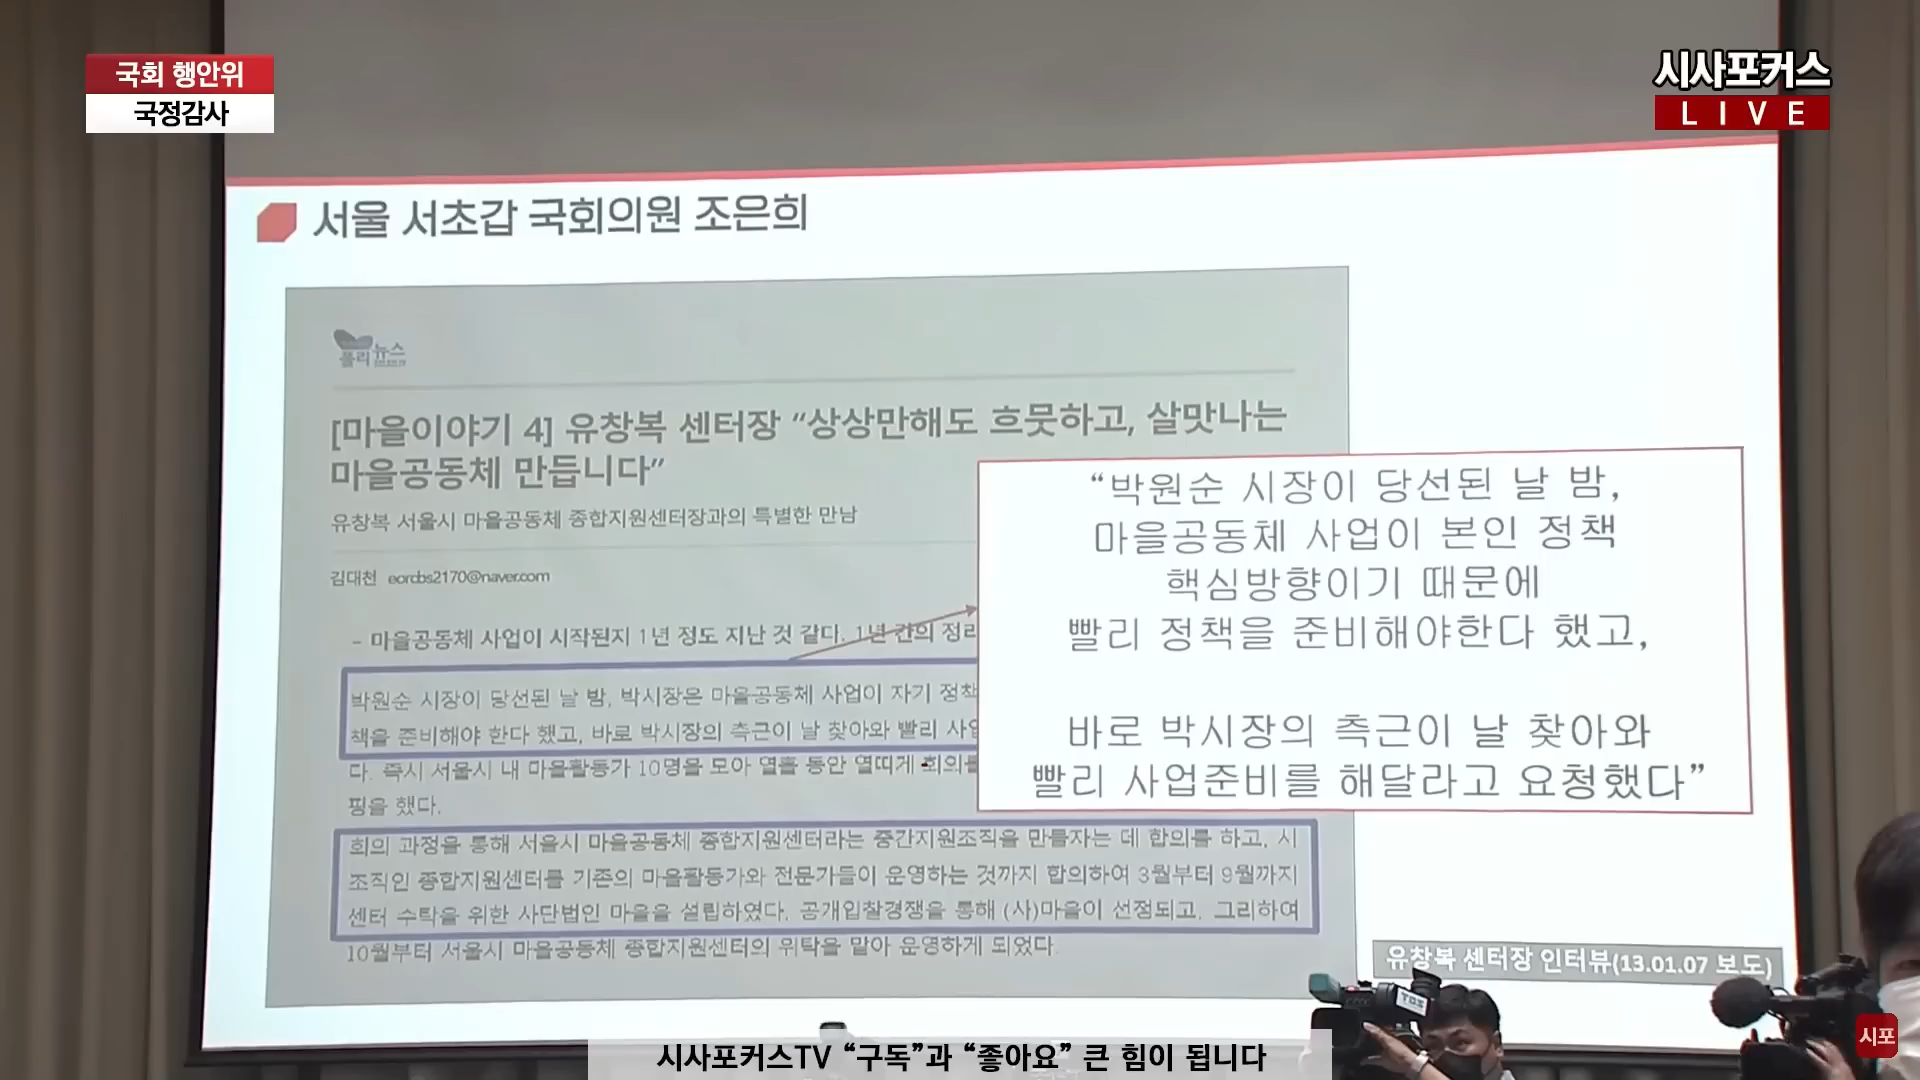 국회 행안위
국정감사
시사포커스
LIVE
서울 서초갑 국회의원 조은희
폴리뉴스
[마을이야기 4] 유창복 센터장 “상상만해도 흐뭇하고, 살맛나는
마을공동체 만듭니다”
유창복 서울시 마을공동체 종합지원센터장과의 특별한 만남
김대천 eorcbs2170@naver.com
- 마을공동체 사업이 시작된지 1년 정도 지난 것 같다. 1년 간의 정리
박원순 시장이 당선된 날 밤, 박시장은 마을공동체 사업이 자기 정책
책을 준비해야 한다 했고, 바로 박시장의 측근이 날 찾아와 빨리 사업
다. 즉시 서울시 내 마을활동가 10명을 모아 열흘 동안 열띠게 회의를
핑을 했다.
회의 과정을 통해 서울시 마을공동체 종합지원센터라는 중간지원조직을 만들자는 데 합의를 하고, 시
조직인 종합지원센터를 기존의 마을활동가와 전문가들이 운영하는 것까지 합의하여 3월부터 9월까지
센터 수탁을 위한 사단법인 마을을 설립하였다. 공개입찰경쟁을 통해 (사)마을이 선정되고, 그리하여
10월부터 서울시 마을공동체 종합지원센터의 위탁을 맡아 운영하게 되었다.
“박원순 시장이 당선된 날 밤,
마을공동체 사업이 본인 정책
핵심방향이기 때문에
빨리 정책을 준비해야한다 했고,
바로 박시장의 측근이 날 찾아와
빨리 사업준비를 해달라고 요청했다”
유창복 센터장 인터뷰(13.01.07 보도)
TBS
시포
시사포커스TV “구독”과 “좋아요” 큰 힘이 됩니다